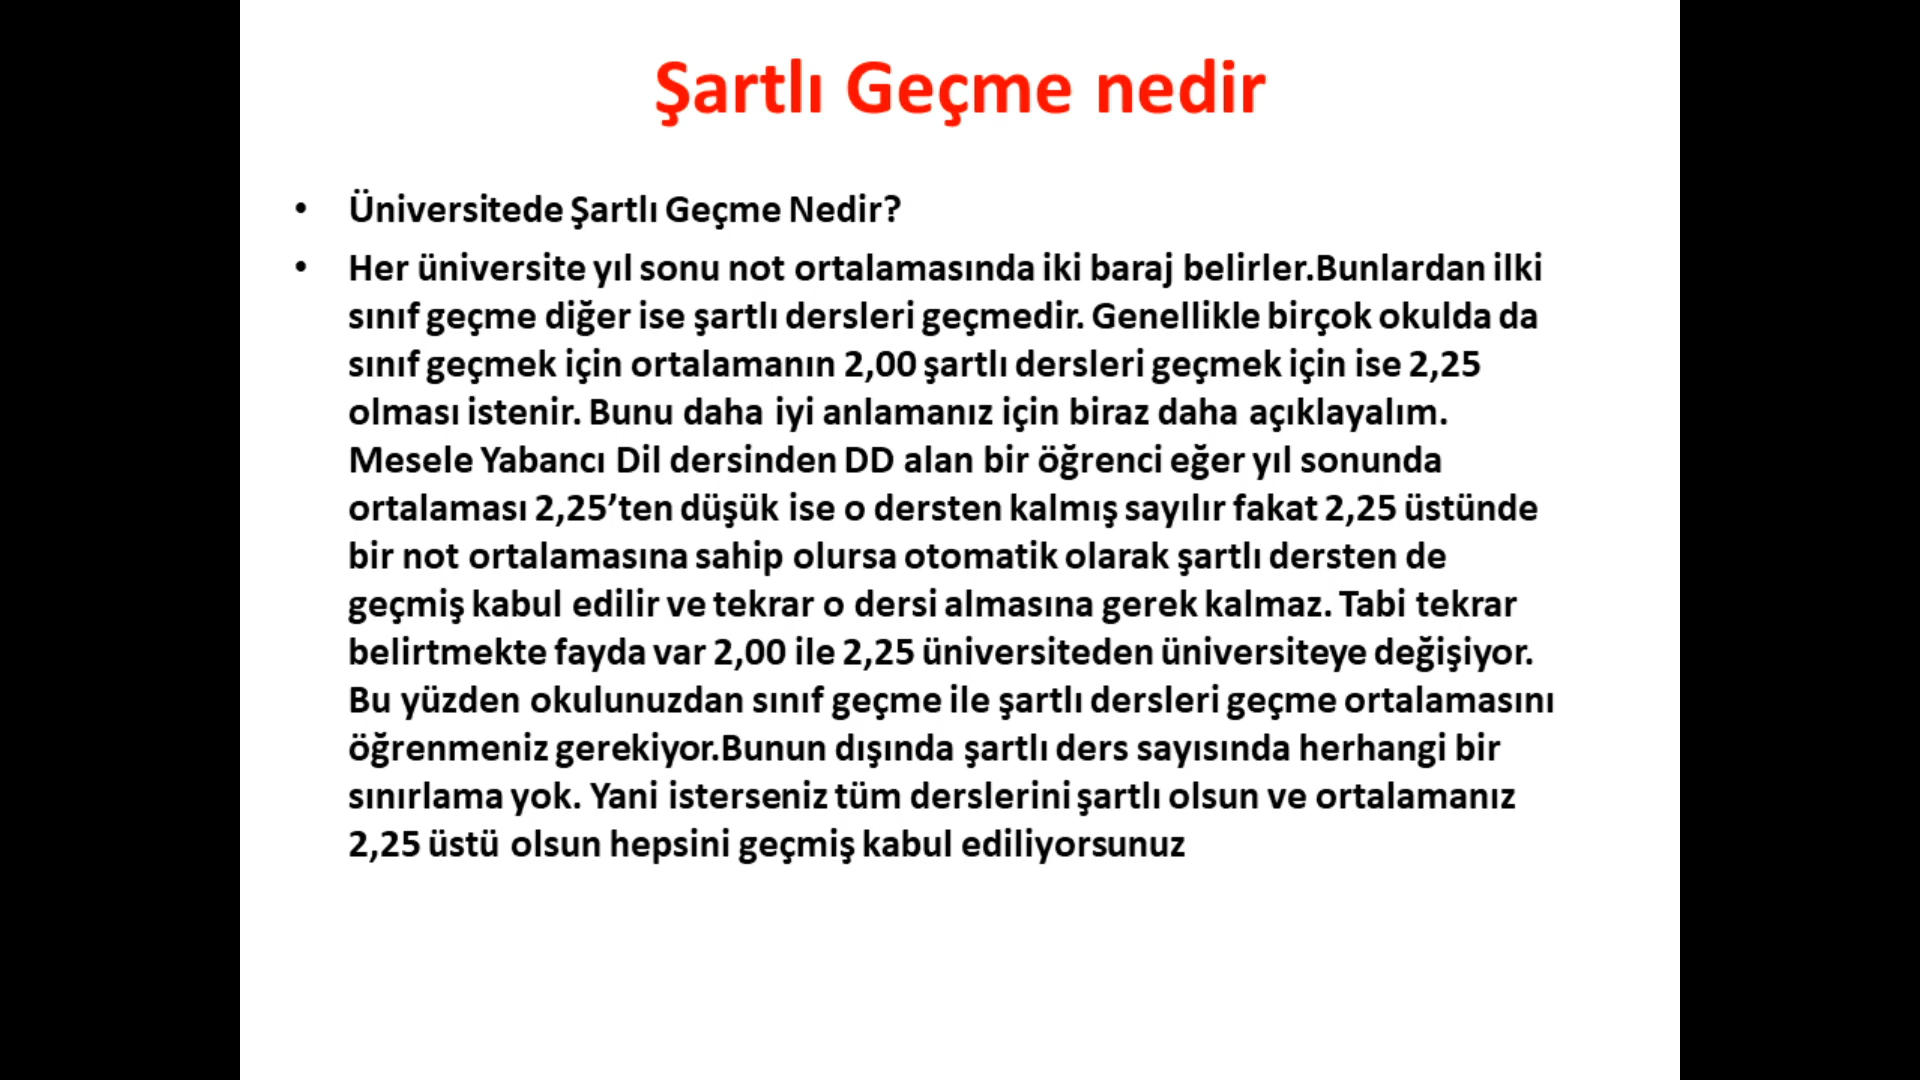 Şartlı Geçme nedir
• Üniversitede Şartlı Geçme Nedir?
• Her üniversite yıl sonu not ortalamasında iki baraj belirler.Bunlardan ilki
sınıf geçme diğer ise şartlı dersleri geçmedir. Genellikle birçok okulda da
sınıf geçmek için ortalamanın 2,00 şartlı dersleri geçmek için ise 2,25
olması istenir. Bunu daha iyi anlamanız için biraz daha açıklayalım.
Mesele Yabancı Dil dersinden DD alan bir öğrenci eğer yıl sonunda
ortalaması 2,25’ten düşük ise o dersten kalmış sayılır fakat 2,25 üstünde
bir not ortalamasına sahip olursa otomatik olarak şartlı dersten de
geçmiş kabul edilir ve tekrar o dersi almasına gerek kalmaz. Tabi tekrar
belirtmekte fayda var 2,00 ile 2,25 üniversiteden üniversiteye değişiyor.
Bu yüzden okulunuzdan sınıf geçme ile şartlı dersleri geçme ortalamasını
öğrenmeniz gerekiyor.Bunun dışında şartlı ders sayısında herhangi bir
sınırlama yok. Yani isterseniz tüm derslerini şartlı olsun ve ortalamanız
2,25 üstü olsun hepsini geçmiş kabul ediliyorsunuz